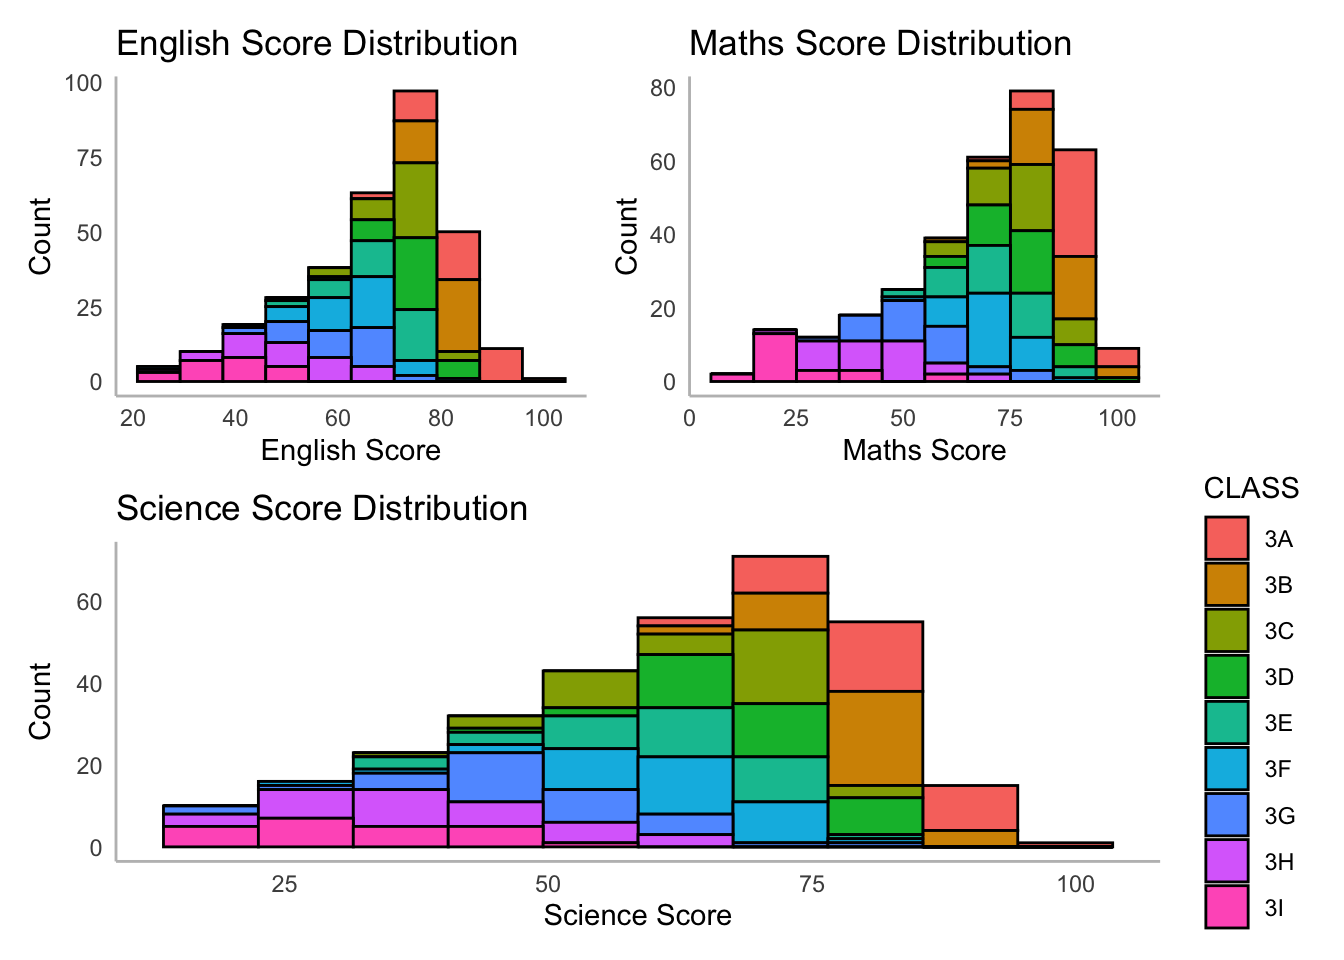 English Score Distribution
100
75
50
25
0
Count
20 40 60 80 100
English Score
Maths Score Distribution
80
60
40
20
0
Count
0 25 50 75 100
Maths Score
Science Score Distribution
60
40
20
0
Count
25 50 75 100
Science Score
CLASS
3A
3B
3C
3D
3E
3F
3G
3H
3I